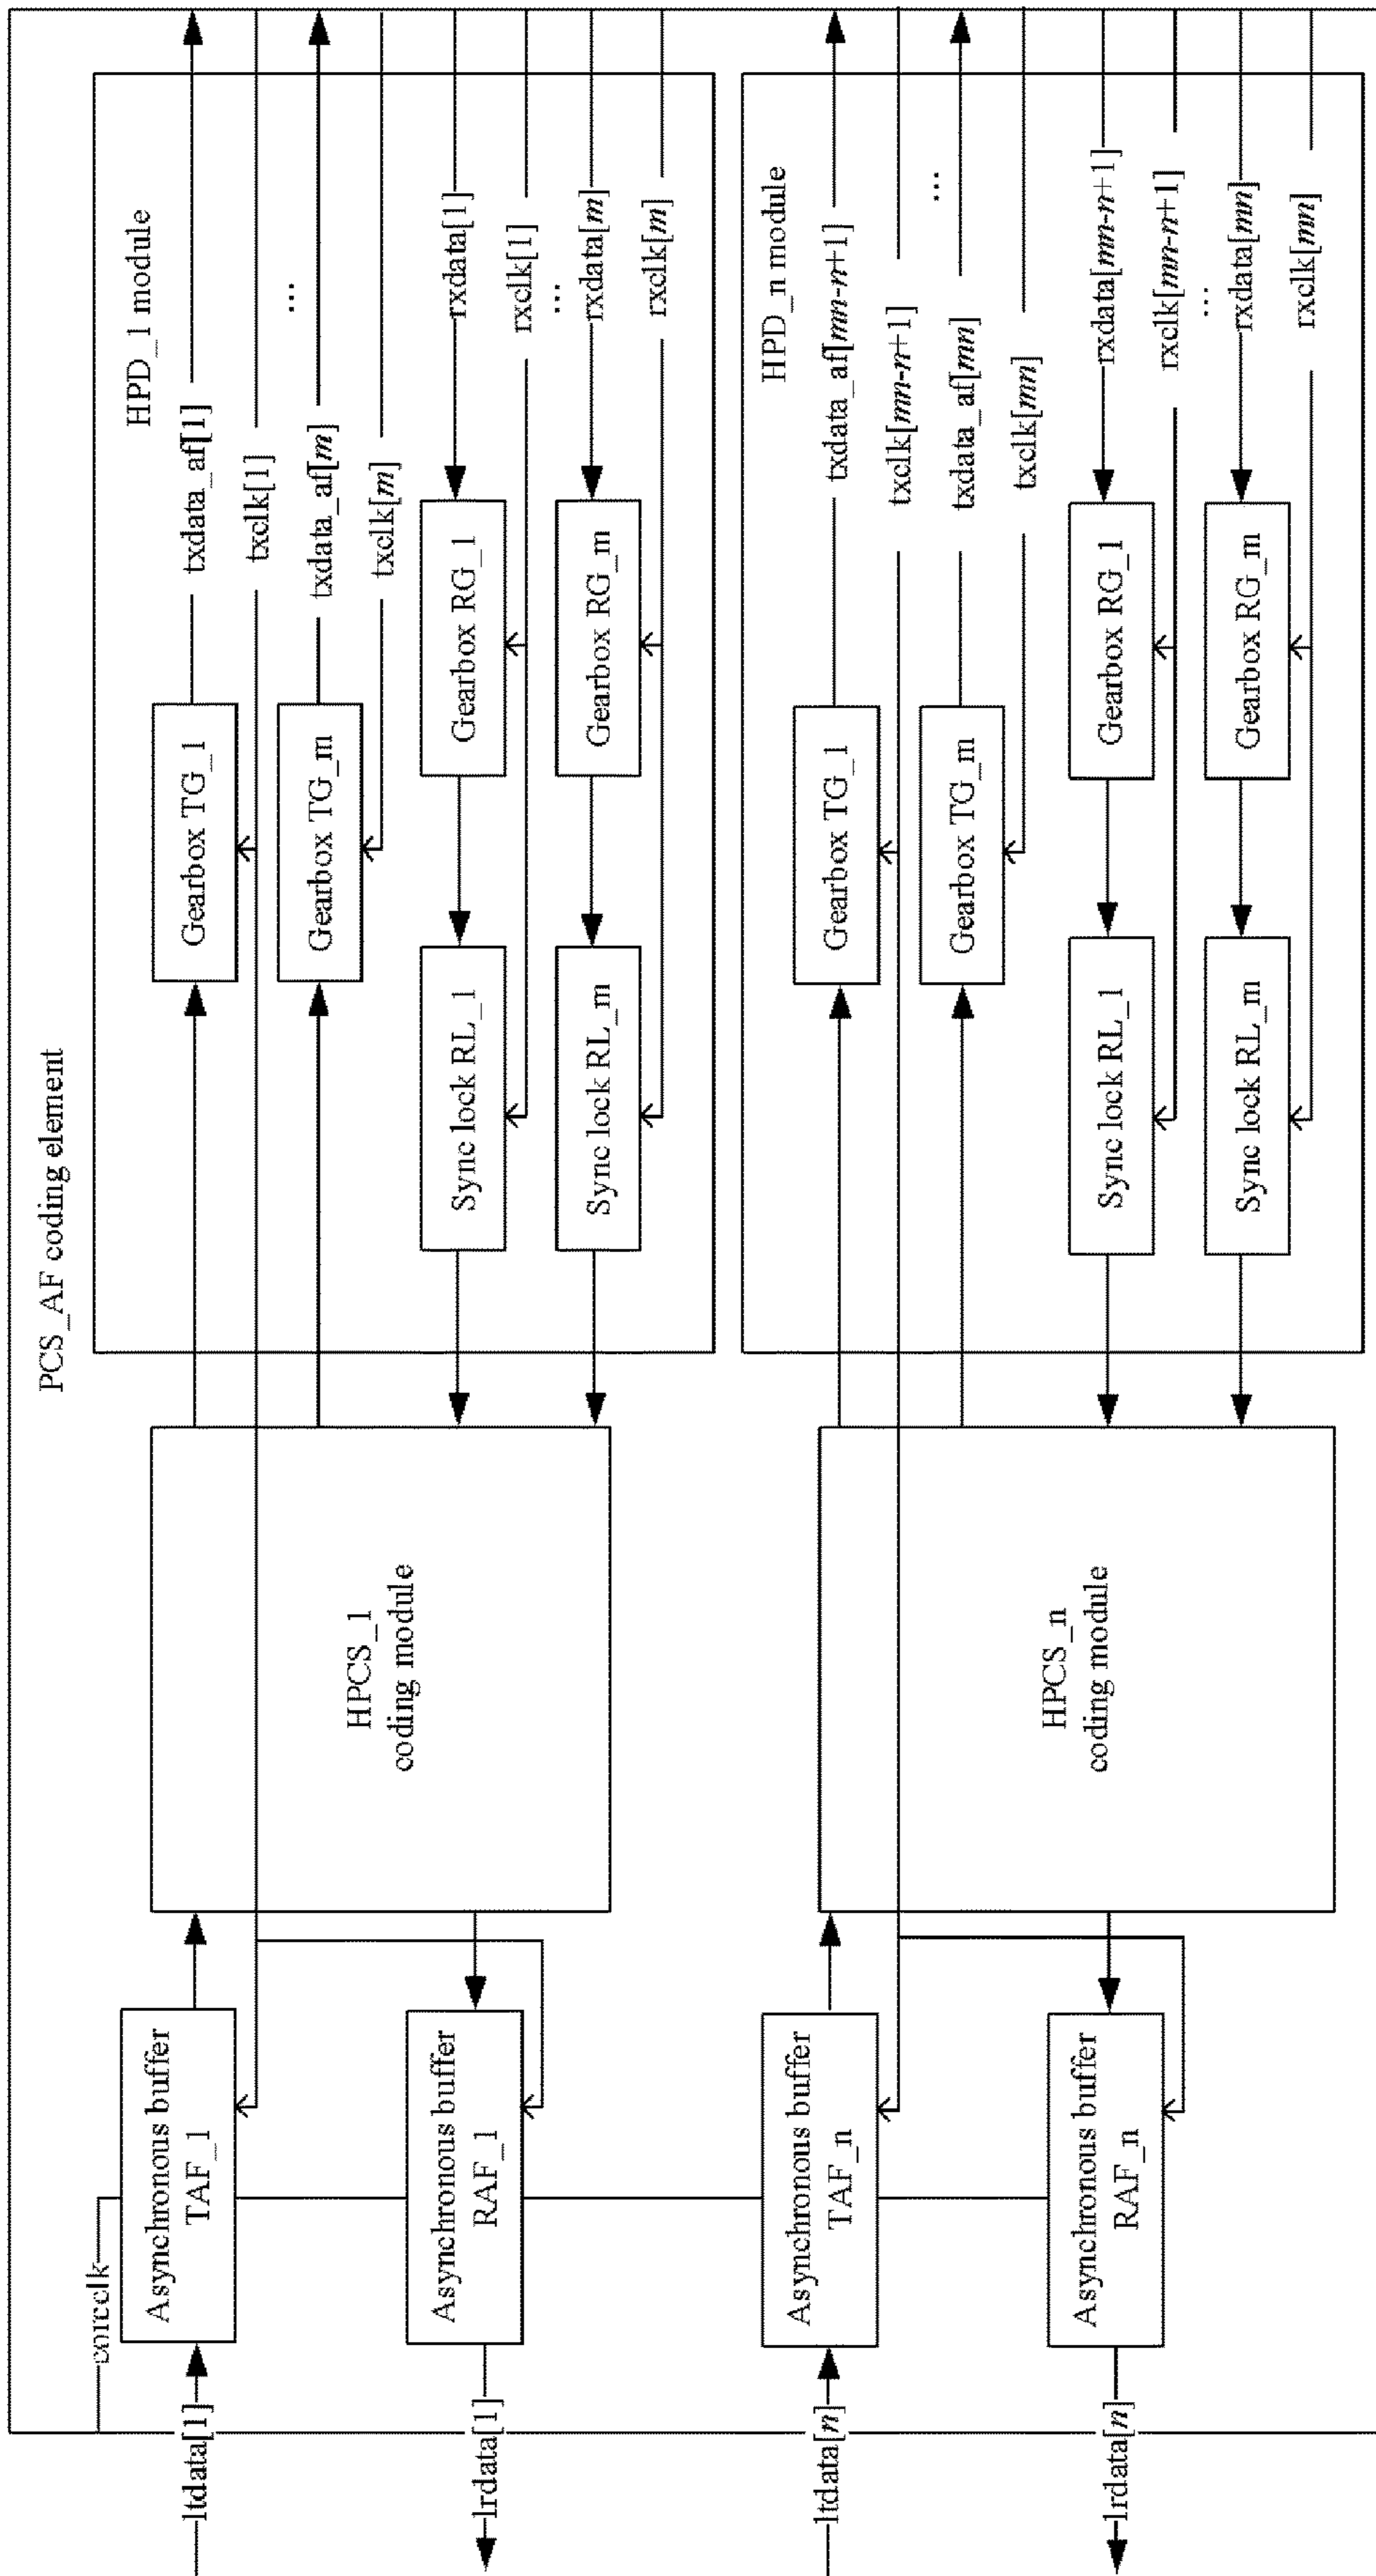 PCS_AF coding element
corclk
ltdata[1]
Asynchronous buffer
TAF_1
lrdata[1]
Asynchronous buffer
RAF_1
HPCS_1
coding module
HPD_1 module
Gearbox TG_1
txdata_af[1]
txclk[1]
...
Gearbox TG_m
txdata_af[m]
txclk[m]
Sync lock RL_1
Gearbox RG_1
rxdata[1]
rxclk[1]
...
Sync lock RL_m
Gearbox RG_m
rxdata[m]
rxclk[m]
ltdata[n]
Asynchronous buffer
TAF_n
lrdata[n]
Asynchronous buffer
RAF_n
HPCS_n
coding module
HPD_n module
Gearbox TG_1
txdata_af[mn-n+1]
txclk[mn-n+1]
...
Gearbox TG_m
txdata_af[mn]
txclk[mn]
Sync lock RL_1
Gearbox RG_1
rxdata[mn-n+1]
rxclk[mn-n+1]
...
Sync lock RL_m
Gearbox RG_m
rxdata[mn]
rxclk[mn]